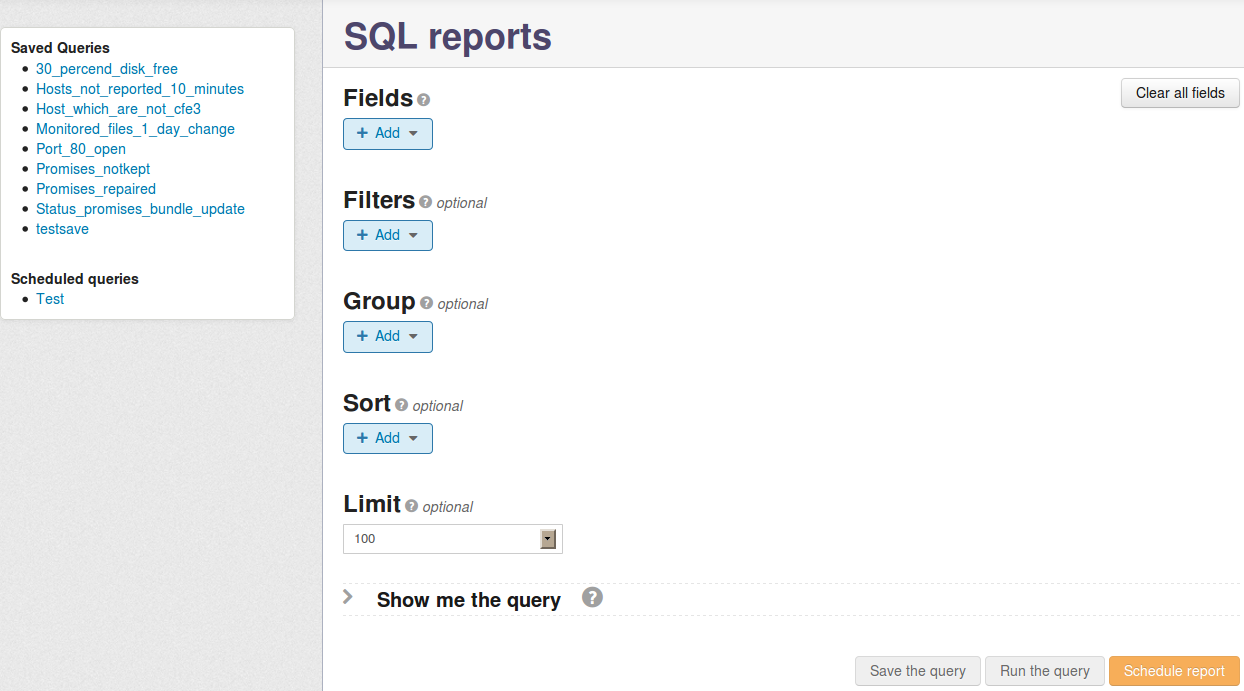 Saved Queries
30_percend_disk_free
Hosts_not_reported_10_minutes
Host_which_are_not_cfe3
Monitored_files_1_day_change
Port_80_open
Promises_notkept
Promises_repaired
Status_promises_bundle_update
testsave
Scheduled queries
Test
SQL reports
Fields ?
Clear all fields
+ Add
Filters ? optional
+ Add
Group ? optional
+ Add
Sort ? optional
+ Add
Limit ? optional
100
Show me the query ?
Save the query
Run the query
Schedule report